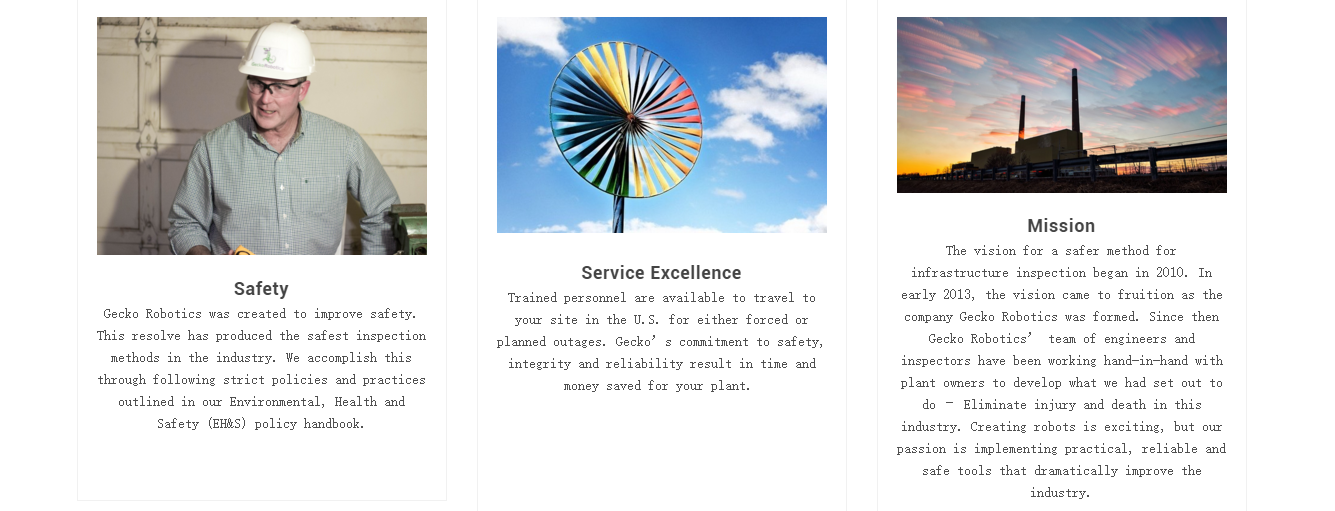 Safety
Gecko Robotics was created to improve safety.
This resolve has produced the safest inspection
methods in the industry. We accomplish this
through following strict policies and practices
outlined in our Environmental, Health and
Safety (EH&S) policy handbook.
Service Excellence
Trained personnel are available to travel to
your site in the U.S. for either forced or
planned outages. Gecko’s commitment to safety,
integrity and reliability result in time and
money saved for your plant.
Mission
The vision for a safer method for
infrastructure inspection began in 2010. In
early 2013, the vision came to fruition as the
company Gecko Robotics was formed. Since then
Gecko Robotics’ team of engineers and
inspectors have been working hand-in-hand with
plant owners to develop what we had set out to
do – Eliminate injury and death in this
industry. Creating robots is exciting, but our
passion is implementing practical, reliable and
safe tools that dramatically improve the
industry.